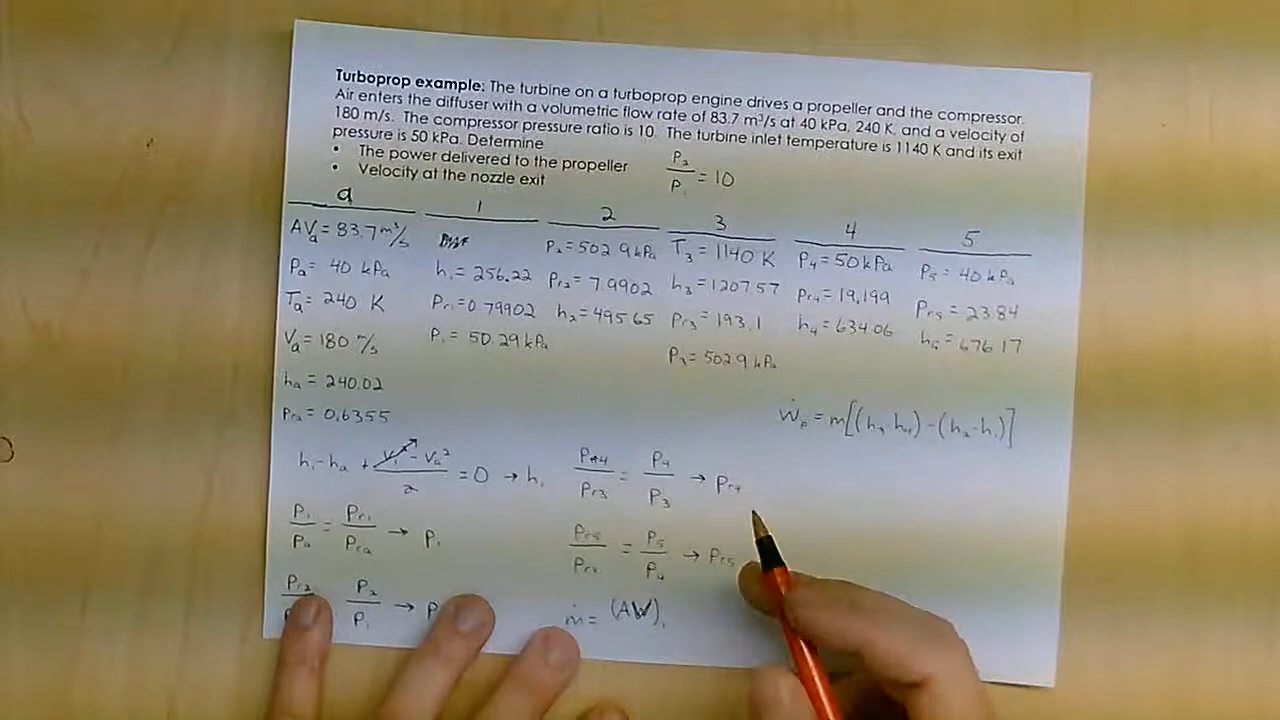 Turboprop example: The turbine on a turboprop engine drives a propeller and the compressor.
Air enters the diffuser with a volumetric flow rate of 83.7 m³/s at 40 kPa, 240 K, and a velocity of
180 m/s. The compressor pressure ratio is 10. The turbine inlet temperature is 1140 K and its exit
pressure is 50 kPa. Determine
• The power delivered to the propeller
• Velocity at the nozzle exit
P₂/P₁ = 10
a
AVₐ = 83.7 m³/s
Pₐ = 40 kPa
Tₐ = 240 K
Vₐ = 180 m/s
hₐ = 240.02
Prₐ = 0.6355
1
h₁ = 256.22
Pr₁ = 0.79902
P₁ = 50.29 kPa
2
P₂ = 502.9 kPa
Pr₂ = 7.9902
h₂ = 495.65
3
T₃ = 1140 K
h₃ = 1207.57
Pr₃ = 193.1
P₃ = 502.9 kPa
4
P₄ = 50 kPa
Pr₄ = 19.199
h₄ = 634.06
5
P₅ = 40 kPa
Pr₅ = 23.84
= 676.17
h₁ - hₐ + (V₁² - Vₐ²)/2 = 0 → h₁
P₁/Pₐ = Pr₁/Prₐ → P₁
Pr₂ P₂/P₁ → P
Pr₄/Pr₃ = P₄/P₃ → Pr₄
Pr₅/Pr₄ = P₅/P₄ → Pr₅
ṁ = (AV)₁
Ẇₚ = m[(h₃ h₄) - (h₂ - h₁)]